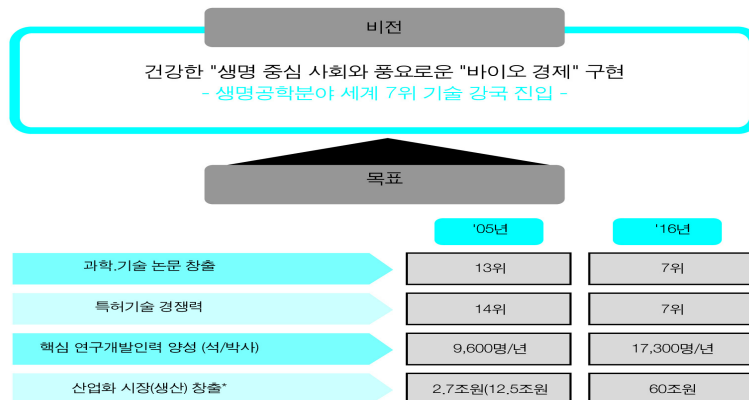 비전
건강한 "생명 중심 사회와 풍요로운 "바이오 경제" 구현
- 생명공학분야 세계 7위 기술 강국 진입 -
목표
'05년 '16년
과학.기술 논문 창출 13위 7위
특허기술 경쟁력 14위 7위
핵심 연구개발인력 양성 (석/박사) 9,600명/년 17,300명/년
산업화 시장(생산) 창출* 2.7조원(12.5조원 60조원